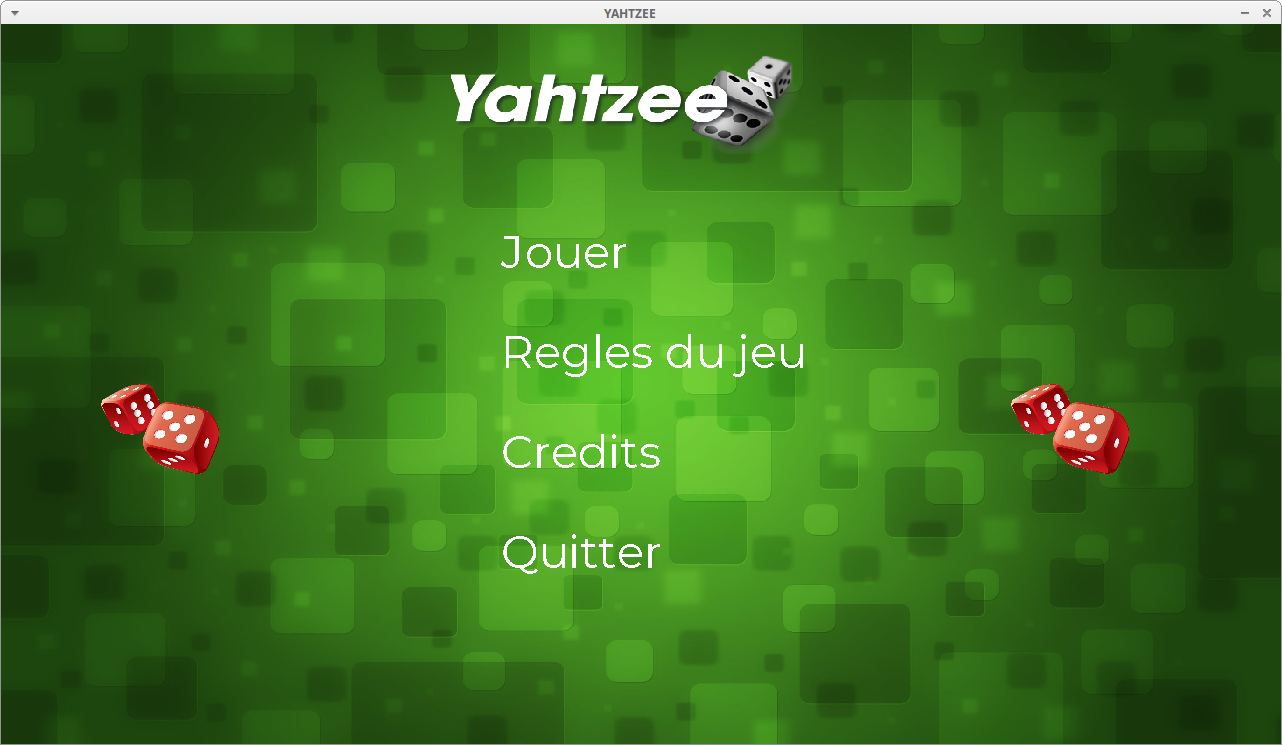 YAHTZEE
Yahtzee
Jouer
Regles du jeu
Credits
Quitter